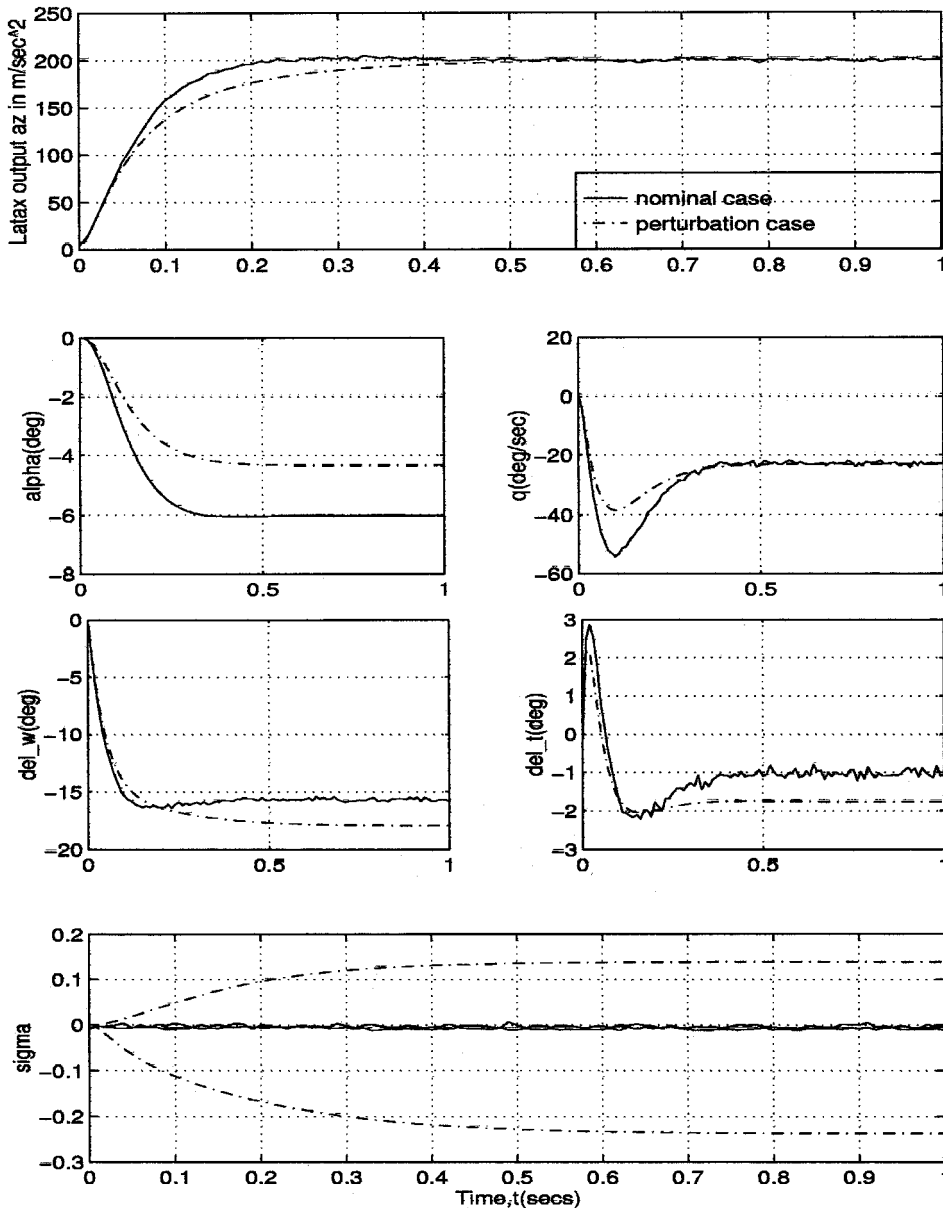 250
200
150
100
50
0
Latax output az in m/sec^2
nominal case
perturbation case
0 0.1 0.2 0.3 0.4 0.5 0.6 0.7 0.8 0.9 1
0
−2
−4
−6
−8
alpha(deg)
0 0.5 1
20
0
−20
−40
−60
q(deg/sec)
0 0.5 1
0
−5
−10
−15
−20
del_w(deg)
0 0.5 1
3
2
1
0
−1
−2
−3
del_t(deg)
0 0.5 1
0.2
0.1
0
−0.1
−0.2
−0.3
sigma
0 0.1 0.2 0.3 0.4 0.5 0.6 0.7 0.8 0.9 1
Time,t(secs)